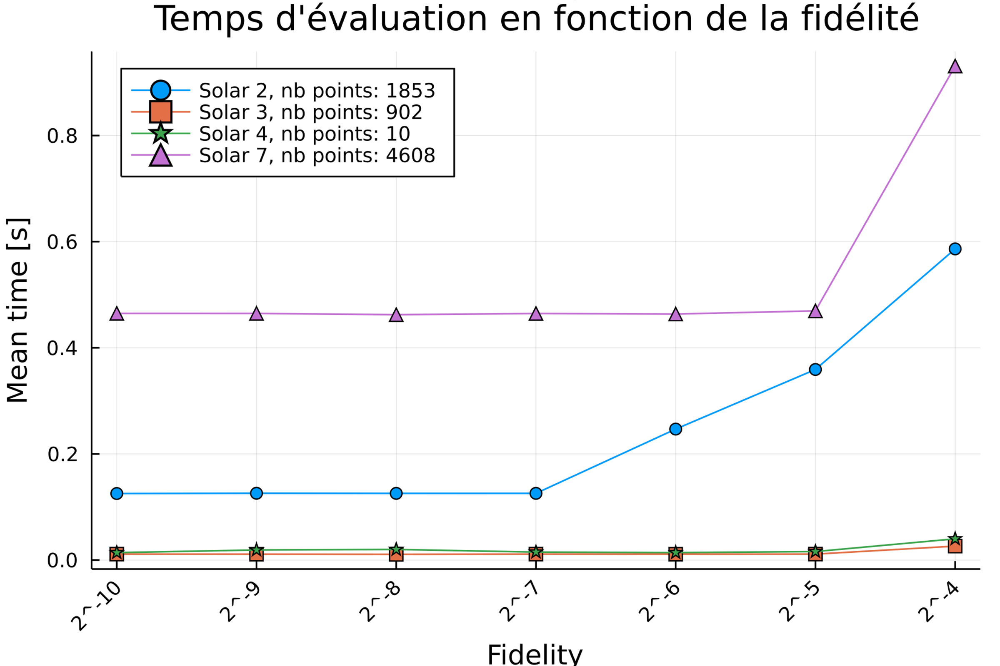 Temps d'évaluation en fonction de la fidélité
Solar 2, nb points: 1853
Solar 3, nb points: 902
Solar 4, nb points: 10
Solar 7, nb points: 4608
Mean time [s]
0.8
0.6
0.4
0.2
0.0
2^-10
2^-9
2^-8
2^-7
2^-6
2^-5
2^-4
Fidelity